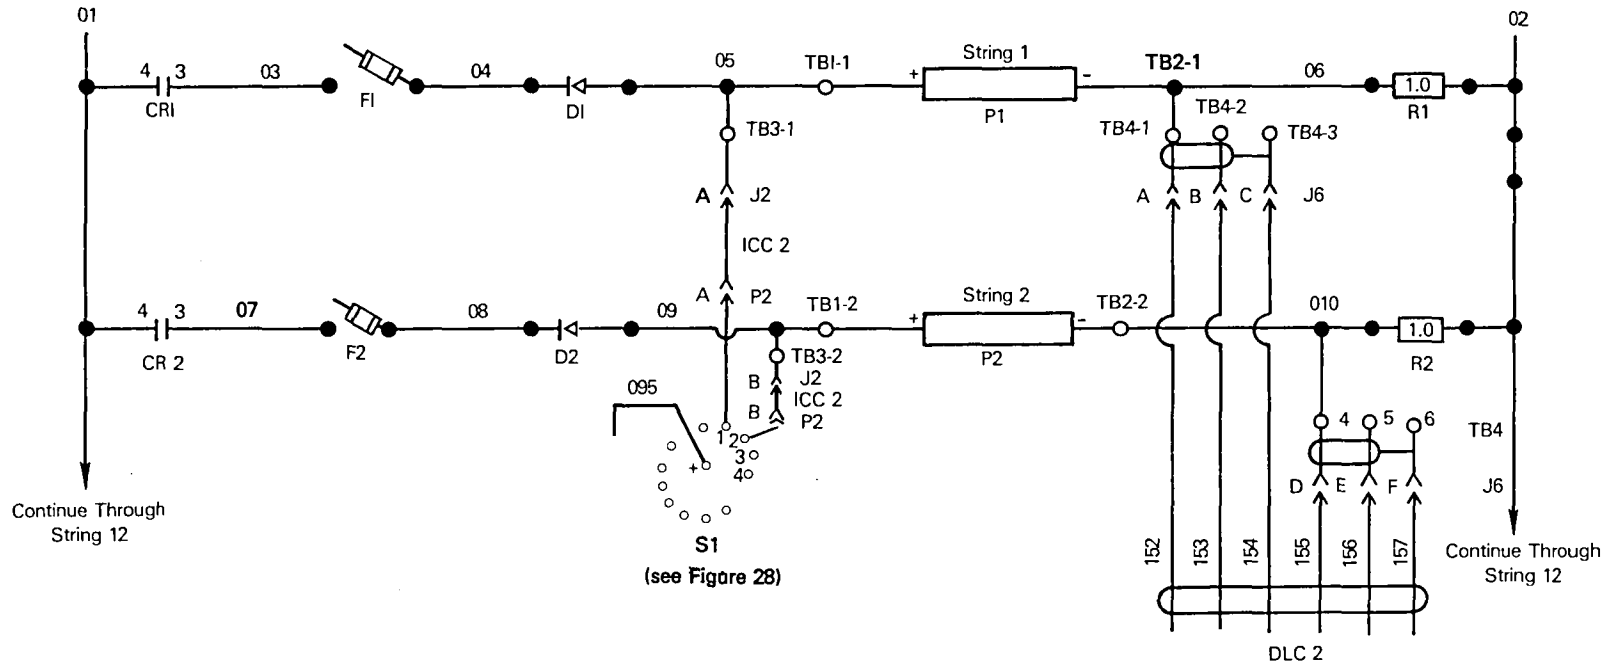 01
02
4 3 03 04 05 TBI-1 String 1 TB2-1 06 1.0
CRI FI DI + - P1 R1
TB4-2
TB3-1 TB4-1 TB4-3
A J2 A B C J6
ICC 2
A P2
4 3 07 08 09 TB1-2 String 2 TB2-2 010 1.0
CR 2 F2 D2 + - P2 R2
TB3-2
B J2
ICC 2
B P2
095
1 2
3
+ 4
4 5 6 TB4
D E F J6
Continue Through
String 12
S1
(see Figure 28)
152 153 154 155 156 157
Continue Through
String 12
DLC 2